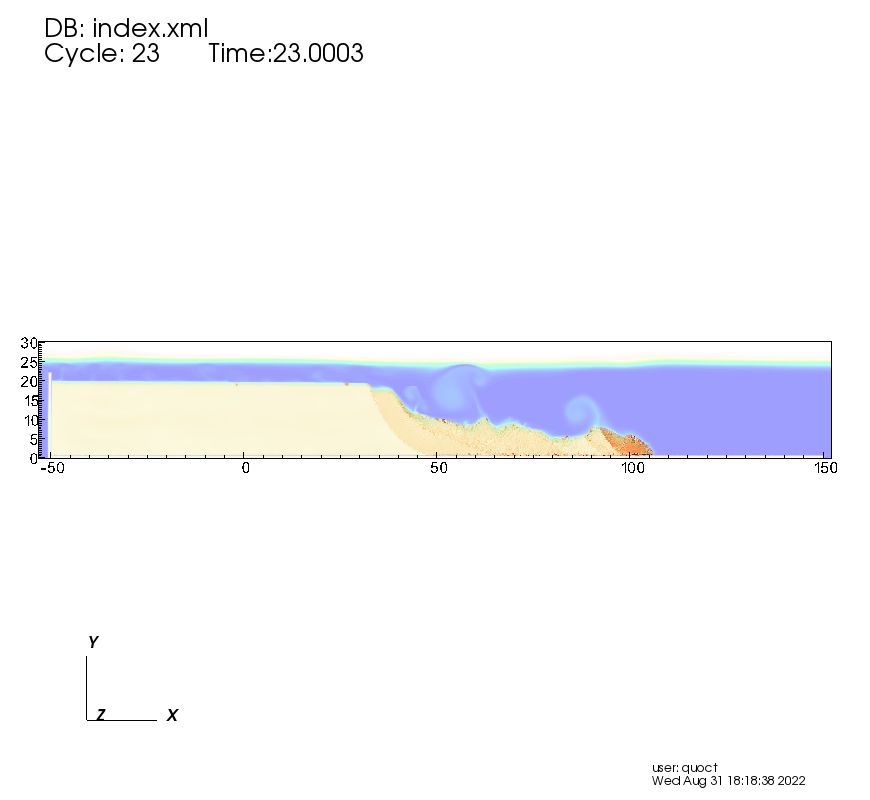 DB: index.xml
Cycle: 23 Time:23.0003
30
25
20
15
10
5
0
-50 0 50 100 150
Y
Z X
user: quoct
Wed Aug 31 18:18:38 2022